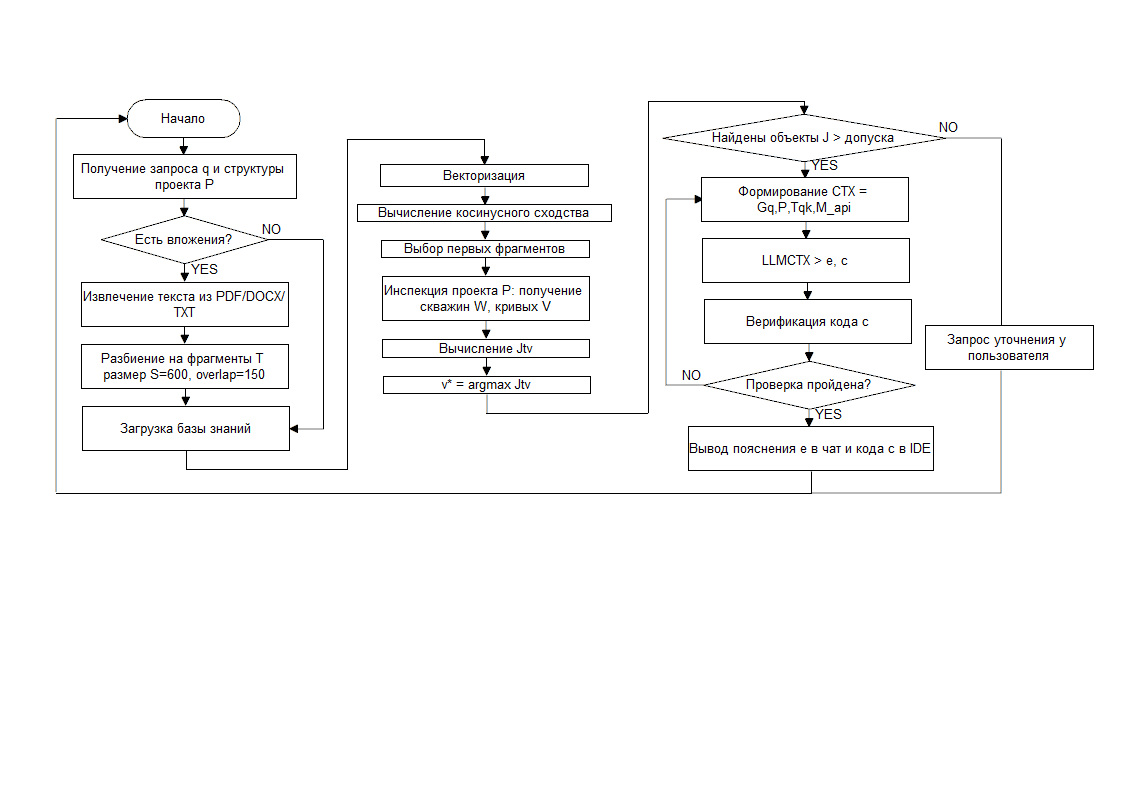 Начало
Получение запроса q и структуры
проекта P
Есть вложения?
NO
YES
Извлечение текста из PDF/DOCX/
TXT
Разбиение на фрагменты T
размер S=600, overlap=150
Загрузка базы знаний
Векторизация
Вычисление косинусного сходства
Выбор первых фрагментов
Инспекция проекта P: получение
скважин W, кривых V
Вычисление Jtv
v* = argmax Jtv
Найдены объекты J > допуска
NO
YES
Формирование CTX =
Gq,P,Tqk,M_api
LLMCTX > e, c
Верификация кода c
Проверка пройдена?
NO
YES
Вывод пояснения e в чат и кода c в IDE
Запрос уточнения у
пользователя